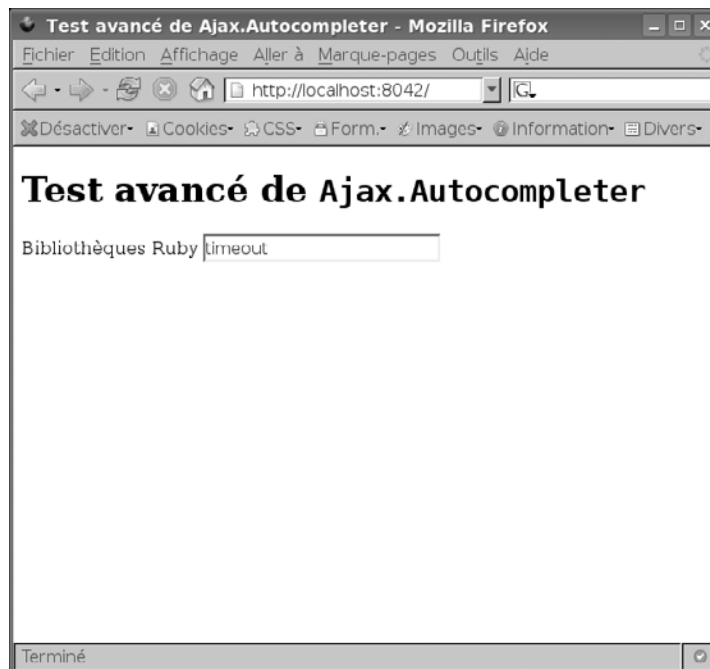 Test avancé de Ajax.Autocompleter - Mozilla Firefox
Fichier Edition Affichage Aller à Marque-pages Outils Aide
http://localhost:8042/ G
Désactiver Cookies CSS Form. Images Information Divers
Test avancé de Ajax.Autocompleter
Bibliothèques Ruby timeout
Terminé